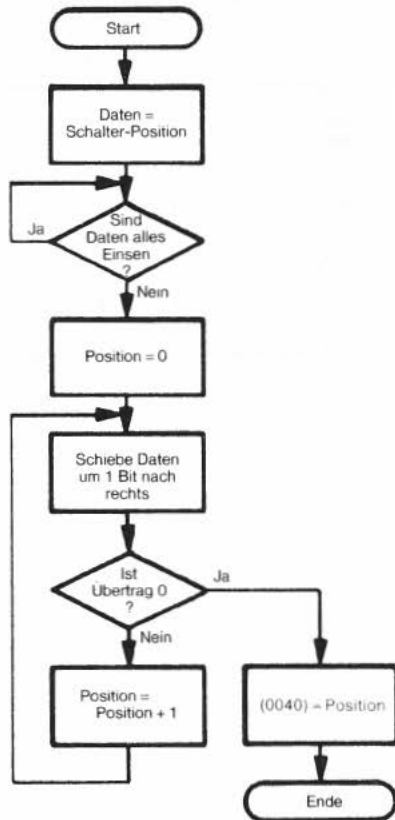 Start
Daten =
Schalter-Position
Ja
Sind
Daten alles
Einsen
?
Nein
Position = 0
Schiebe Daten
um 1 Bit nach
rechts
Ist
Übertrag 0
?
Ja
Nein
Position =
Position + 1
(0040) = Position
Ende